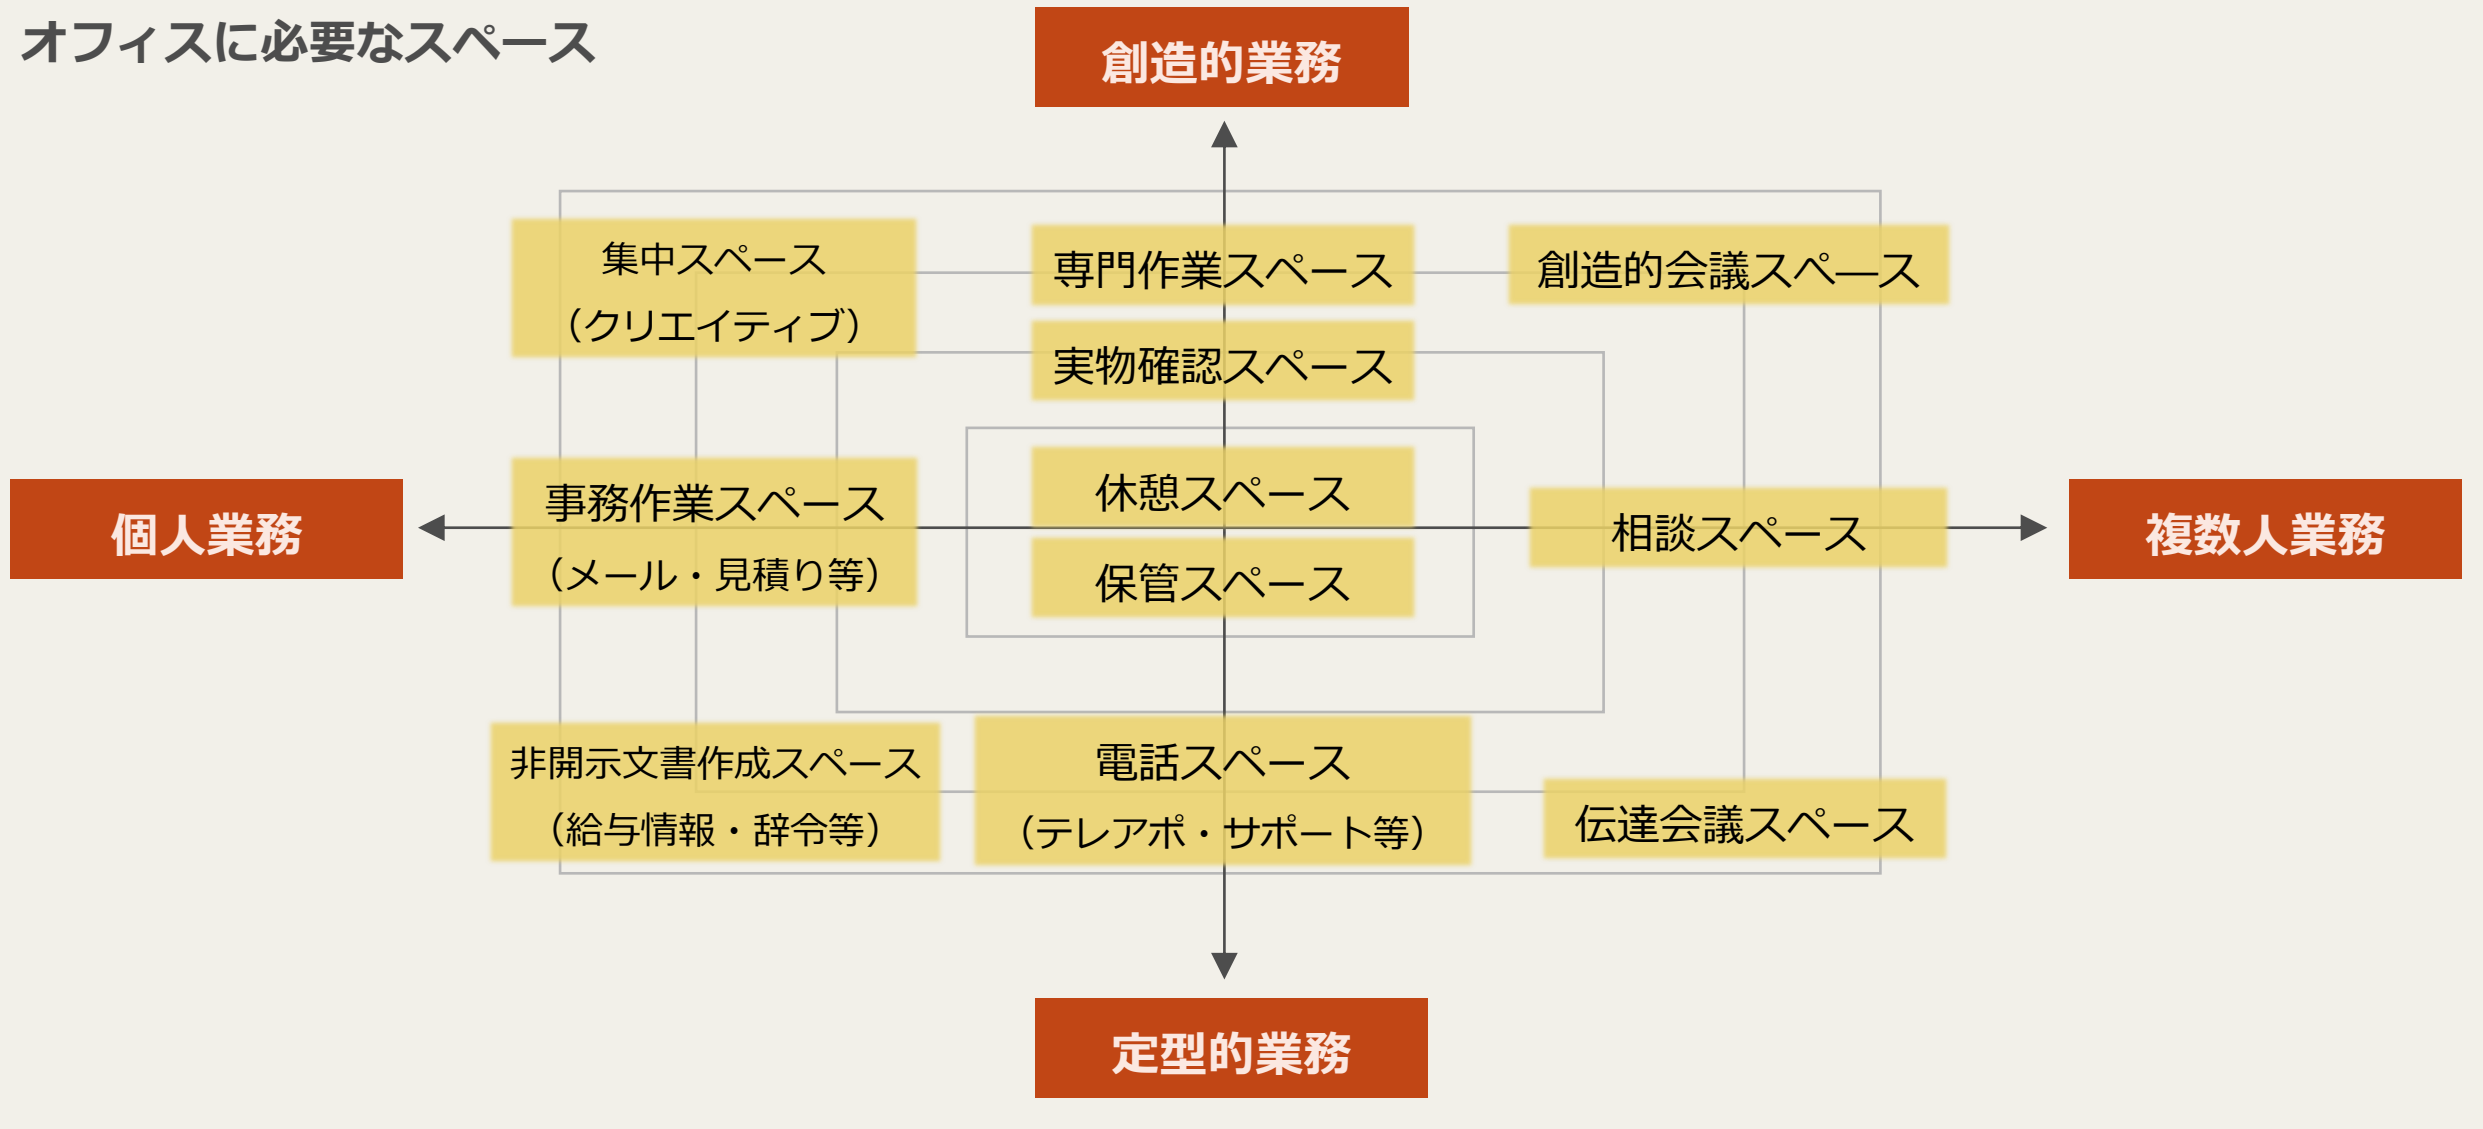 オフィスに必要なスペース
創造的業務
集中スペース
（クリエイティブ）
専門作業スペース
創造的会議スペース
実物確認スペース
個人業務
事務作業スペース
（メール・見積り等）
休憩スペース
保管スペース
相談スペース
複数人業務
非開示文書作成スペース
（給与情報・辞令等）
電話スペース
（テレアポ・サポート等）
伝達会議スペース
定型的業務